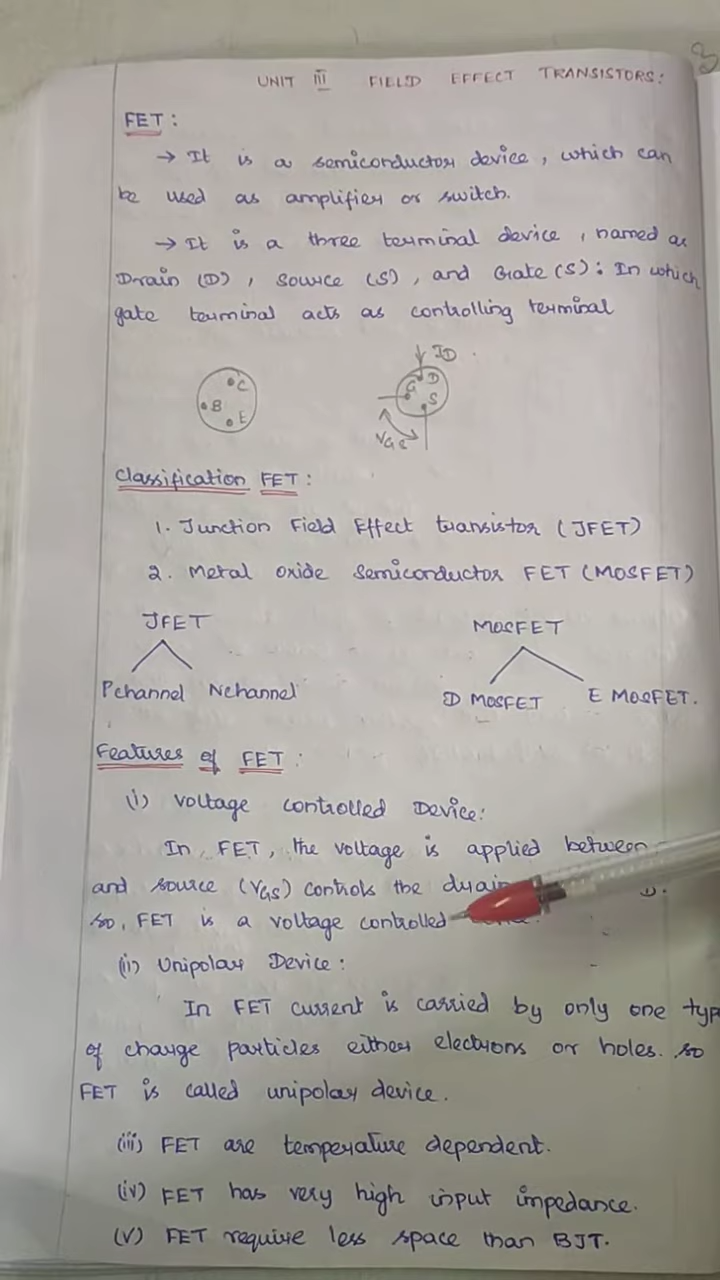 3
UNIT III FIELD EFFECT TRANSISTORS:
FET:
→ It is a semiconductor device, which can
be used as amplifier or switch.
→ It is a three terminal device, named as
Drain (D), Source (S), and Gate (S): In which
gate terminal acts as controlling terminal
C
B
E
ID
D
G
S
VGS
Classification FET:
1. Junction Field Effect transistor (JFET)
2. Metal Oxide Semiconductor FET (MOSFET)
JFET MOSFET
Pchannel Nchannel D MOSFET E MOSFET.
Features of FET:
(i) Voltage Controlled Device:
In FET, the voltage is applied between
and source (VGS) controls the drain
so, FET is a voltage controlled
(ii) Unipolar Device:
In FET current is carried by only one type
of charge particles either electrons or holes. so
FET is called unipolar device.
(iii) FET are temperature dependent.
(iv) FET has very high input impedance.
(V) FET require less space than BJT.